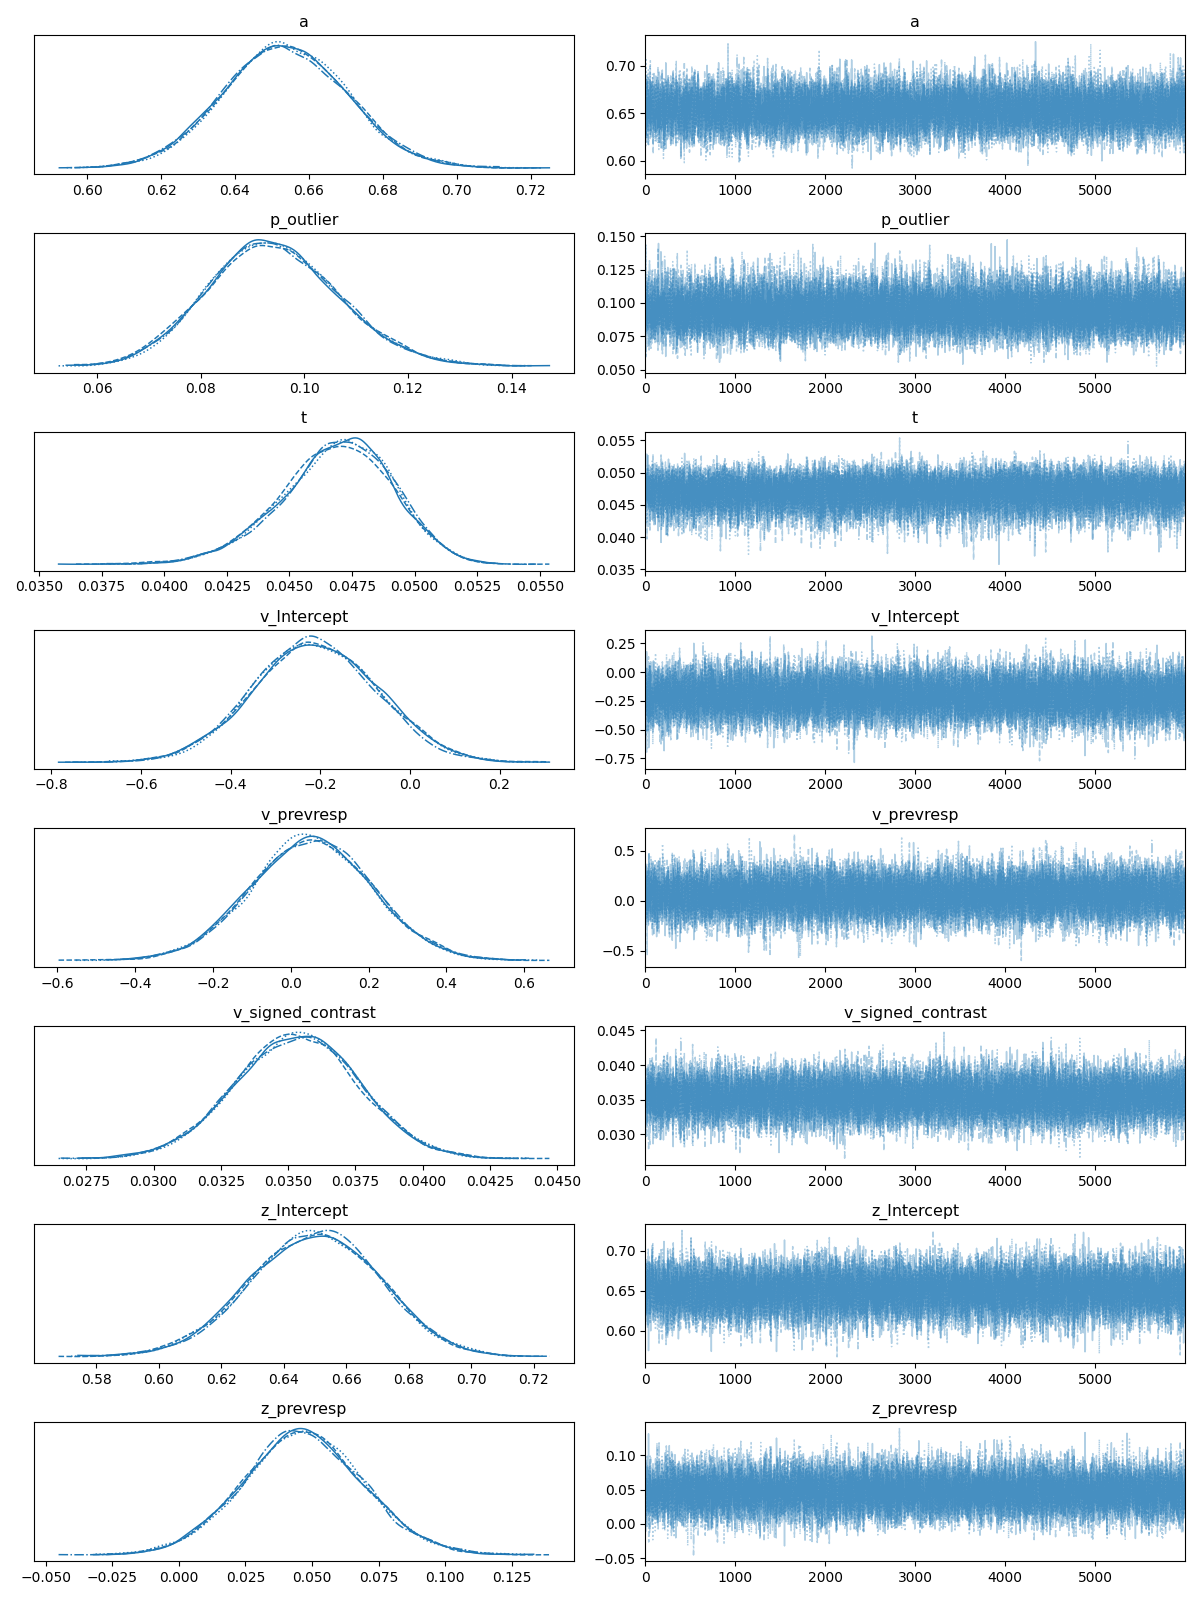 a a
0.70
0.65
0.60
0.60 0.62 0.64 0.66 0.68 0.70 0.72 0 1000 2000 3000 4000 5000
p_outlier p_outlier
0.150
0.125
0.100
0.075
0.050
0.06 0.08 0.10 0.12 0.14 0 1000 2000 3000 4000 5000
t t
0.055
0.050
0.045
0.040
0.035
0.0350 0.0375 0.0400 0.0425 0.0450 0.0475 0.0500 0.0525 0.0550 0 1000 2000 3000 4000 5000
v_Intercept v_Intercept
0.25
0.00
−0.25
−0.50
−0.75
−0.8 −0.6 −0.4 −0.2 0.0 0.2 0 1000 2000 3000 4000 5000
v_prevresp v_prevresp
0.5
0.0
−0.5
−0.6 −0.4 −0.2 0.0 0.2 0.4 0.6 0 1000 2000 3000 4000 5000
v_signed_contrast v_signed_contrast
0.045
0.040
0.035
0.030
0.0275 0.0300 0.0325 0.0350 0.0375 0.0400 0.0425 0.0450 0 1000 2000 3000 4000 5000
z_Intercept z_Intercept
0.70
0.65
0.60
0.58 0.60 0.62 0.64 0.66 0.68 0.70 0.72 0 1000 2000 3000 4000 5000
z_prevresp z_prevresp
0.10
0.05
0.00
−0.05
−0.050 −0.025 0.000 0.025 0.050 0.075 0.100 0.125 0 1000 2000 3000 4000 5000